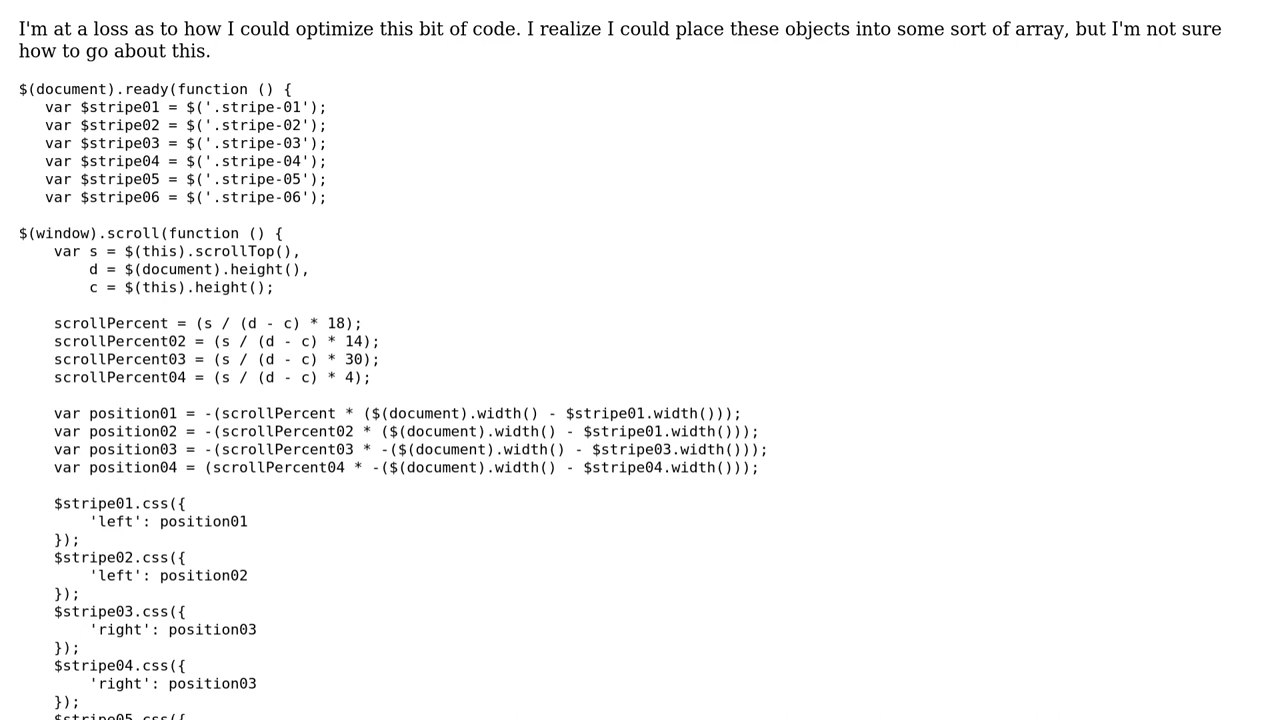 I'm at a loss as to how I could optimize this bit of code. I realize I could place these objects into some sort of array, but I'm not sure
how to go about this.
$(document).ready(function () {
   var $stripe01 = $('.stripe-01');
   var $stripe02 = $('.stripe-02');
   var $stripe03 = $('.stripe-03');
   var $stripe04 = $('.stripe-04');
   var $stripe05 = $('.stripe-05');
   var $stripe06 = $('.stripe-06');
$(window).scroll(function () {
    var s = $(this).scrollTop(),
        d = $(document).height(),
        c = $(this).height();
    scrollPercent = (s / (d - c) * 18);
    scrollPercent02 = (s / (d - c) * 14);
    scrollPercent03 = (s / (d - c) * 30);
    scrollPercent04 = (s / (d - c) * 4);
    var position01 = -(scrollPercent * ($(document).width() - $stripe01.width()));
    var position02 = -(scrollPercent02 * ($(document).width() - $stripe01.width()));
    var position03 = -(scrollPercent03 * -($(document).width() - $stripe03.width()));
    var position04 = (scrollPercent04 * -($(document).width() - $stripe04.width()));
    $stripe01.css({
        'left': position01
    });
    $stripe02.css({
        'left': position02
    });
    $stripe03.css({
        'right': position03
    });
    $stripe04.css({
        'right': position03
    });
    $stripe05.css({